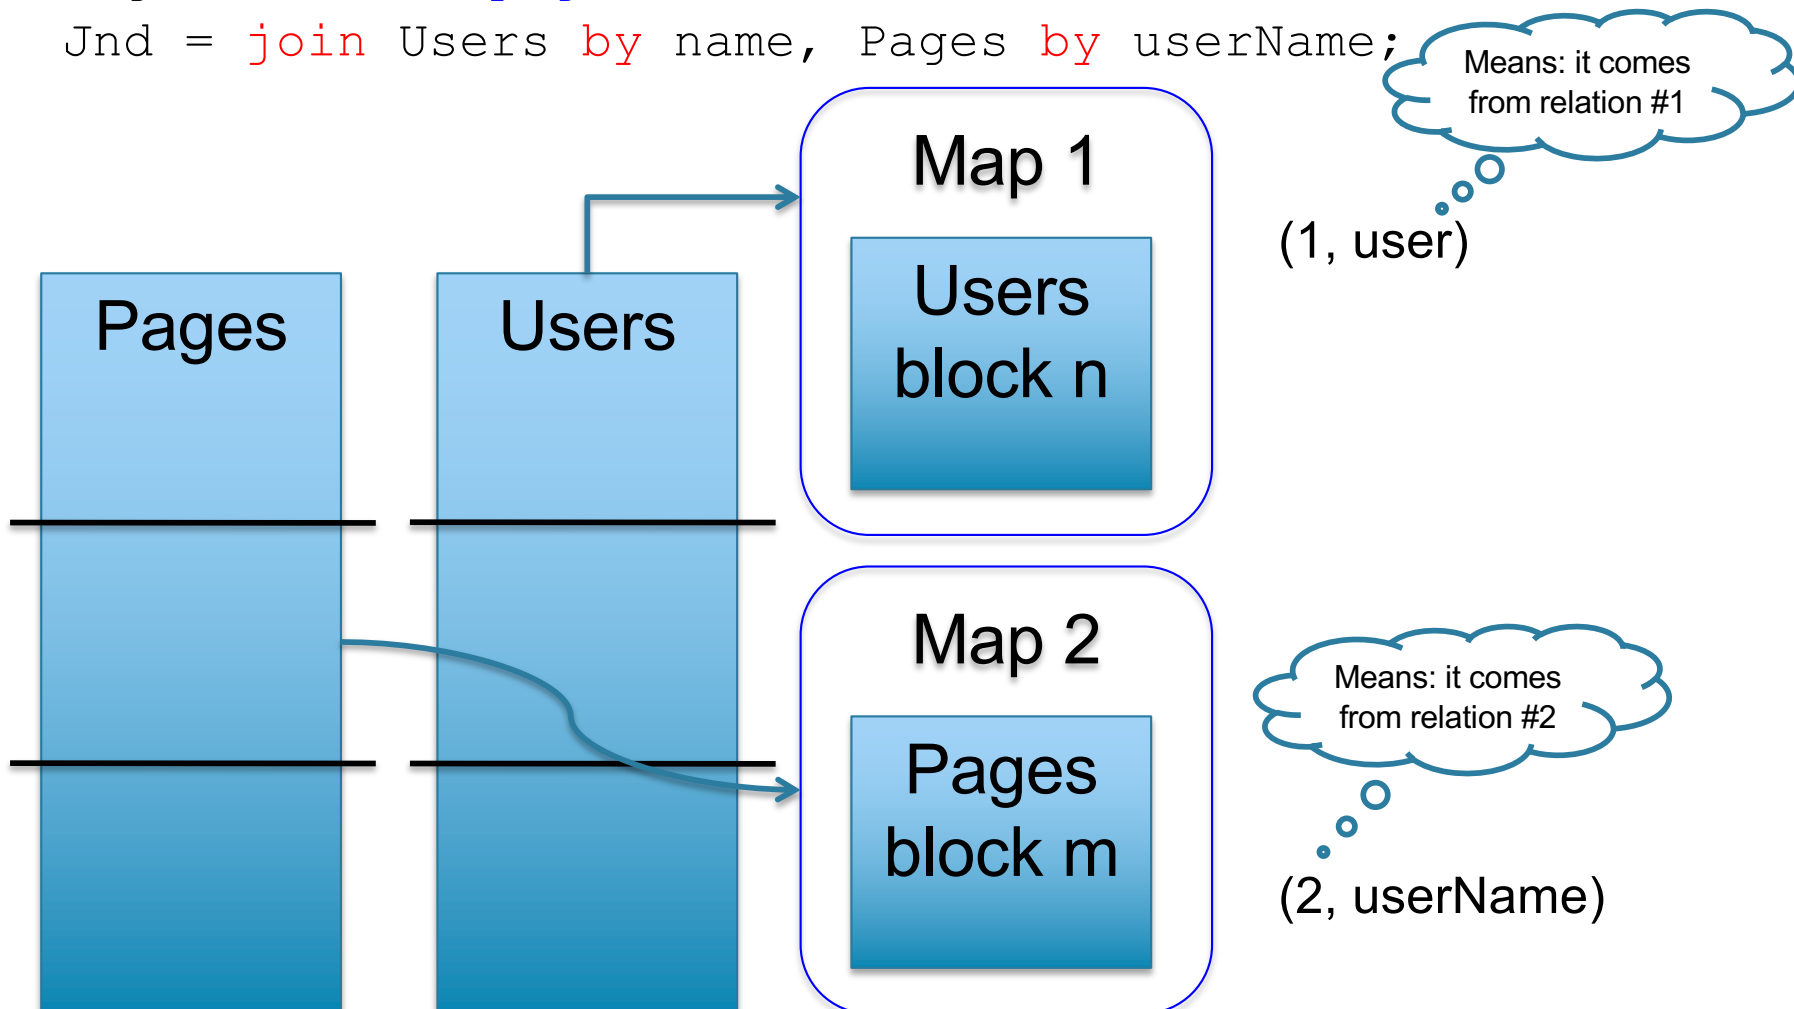 Jnd = join Users by name, Pages by userName;
Means: it comes
from relation #1
Map 1
(1, user)
Users
block n
Pages
Users
Map 2
Means: it comes
from relation #2
Pages
block m
(2, userName)